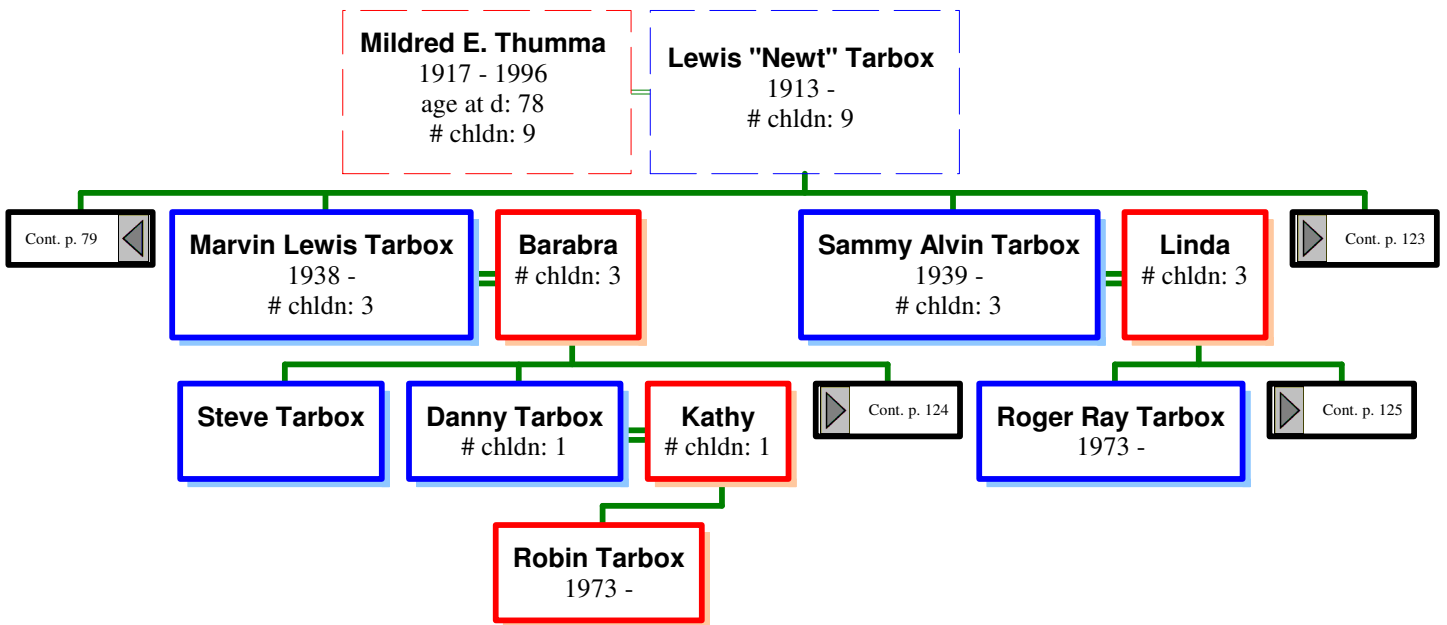 Mildred E. Thumma
1917 - 1996
age at d: 78
# chldn: 9
Lewis "Newt" Tarbox
1913 -
# chldn: 9
Cont. p. 79
Marvin Lewis Tarbox
1938 -
# chldn: 3
Barabra
# chldn: 3
Sammy Alvin Tarbox
1939 -
# chldn: 3
Linda
# chldn: 3
Cont. p. 123
Steve Tarbox
Danny Tarbox
# chldn: 1
Kathy
# chldn: 1
Cont. p. 124
Roger Ray Tarbox
1973 -
Cont. p. 125
Robin Tarbox
1973 -